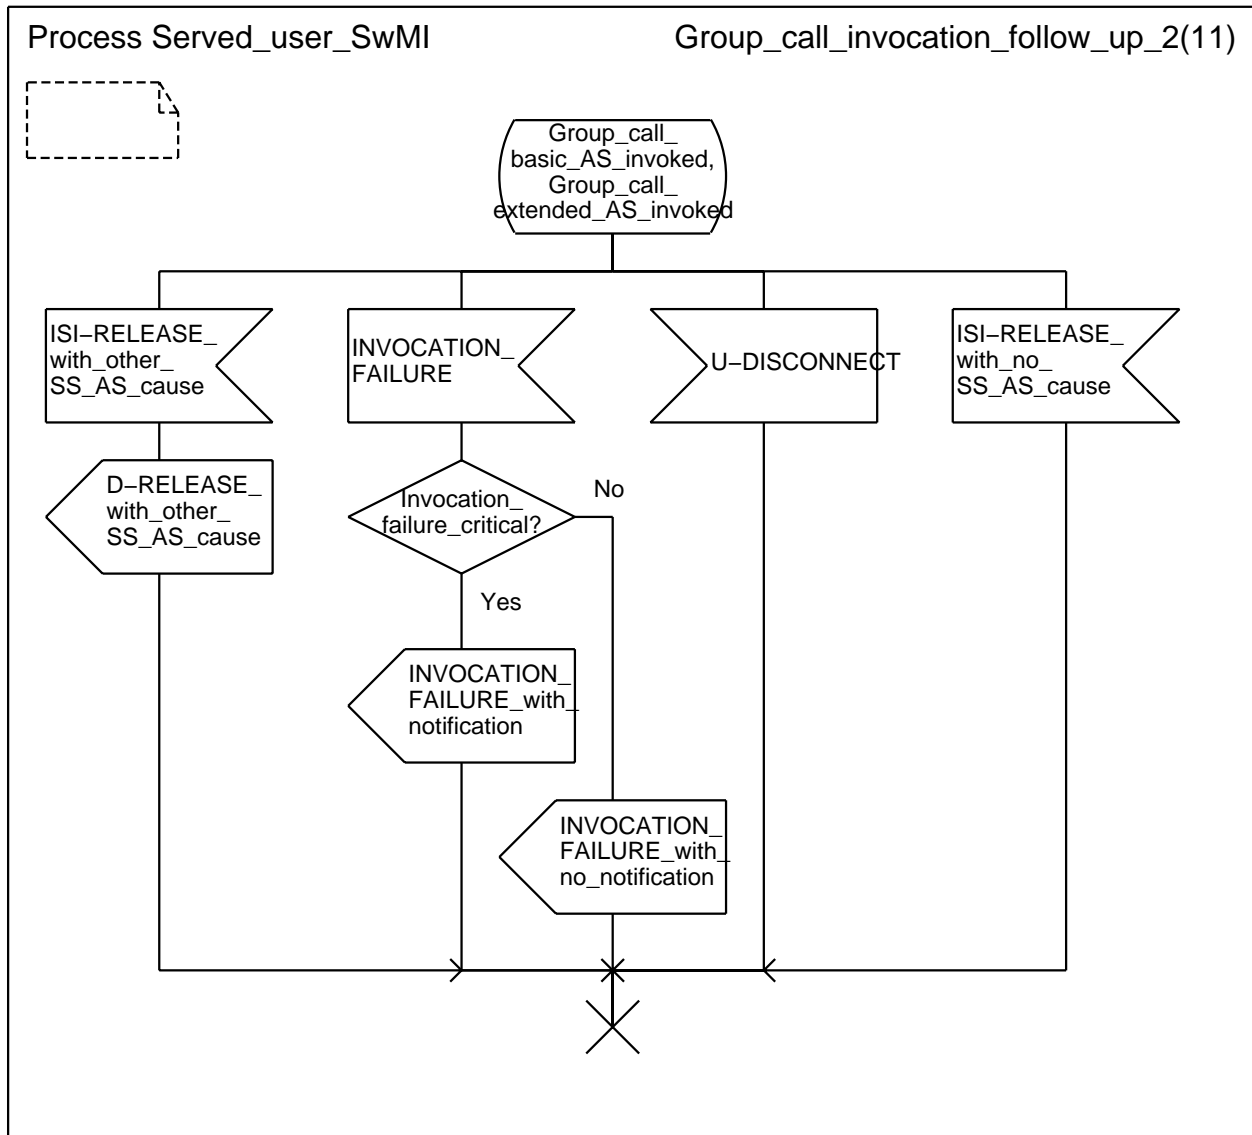 Process Served_user_SwMI
Group_call_invocation_follow_up_2(11)
Group_call_
basic_AS_invoked,
Group_call_
extended_AS_invoked
ISI−RELEASE_
with_other_
SS_AS_cause
INVOCATION_
FAILURE
U−DISCONNECT
ISI−RELEASE_
with_no_
SS_AS_cause
D−RELEASE_
with_other_
SS_AS_cause
Invocation_
failure_critical?
No
Yes
INVOCATION_
FAILURE_with_
notification
INVOCATION_
FAILURE_with_
no_notification